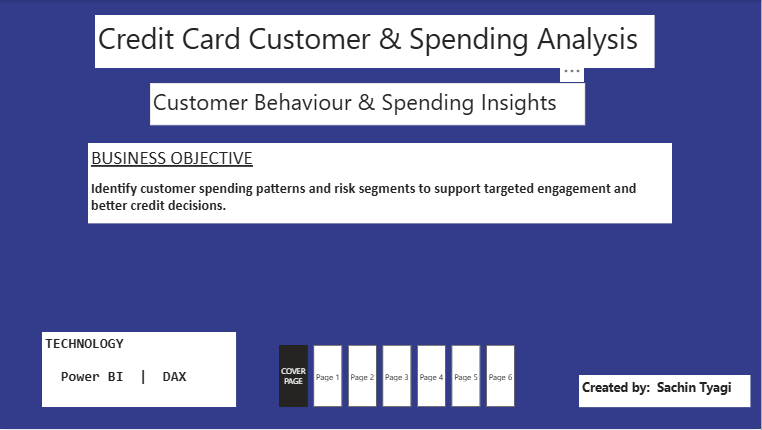 Credit Card Customer & Spending Analysis
Customer Behaviour & Spending Insights
BUSINESS OBJECTIVE
Identify customer spending patterns and risk segments to support targeted engagement and
better credit decisions.
TECHNOLOGY
Power BI | DAX
COVER
PAGE
Page 1
Page 2
Page 3
Page 4
Page 5
Page 6
Created by: Sachin Tyagi